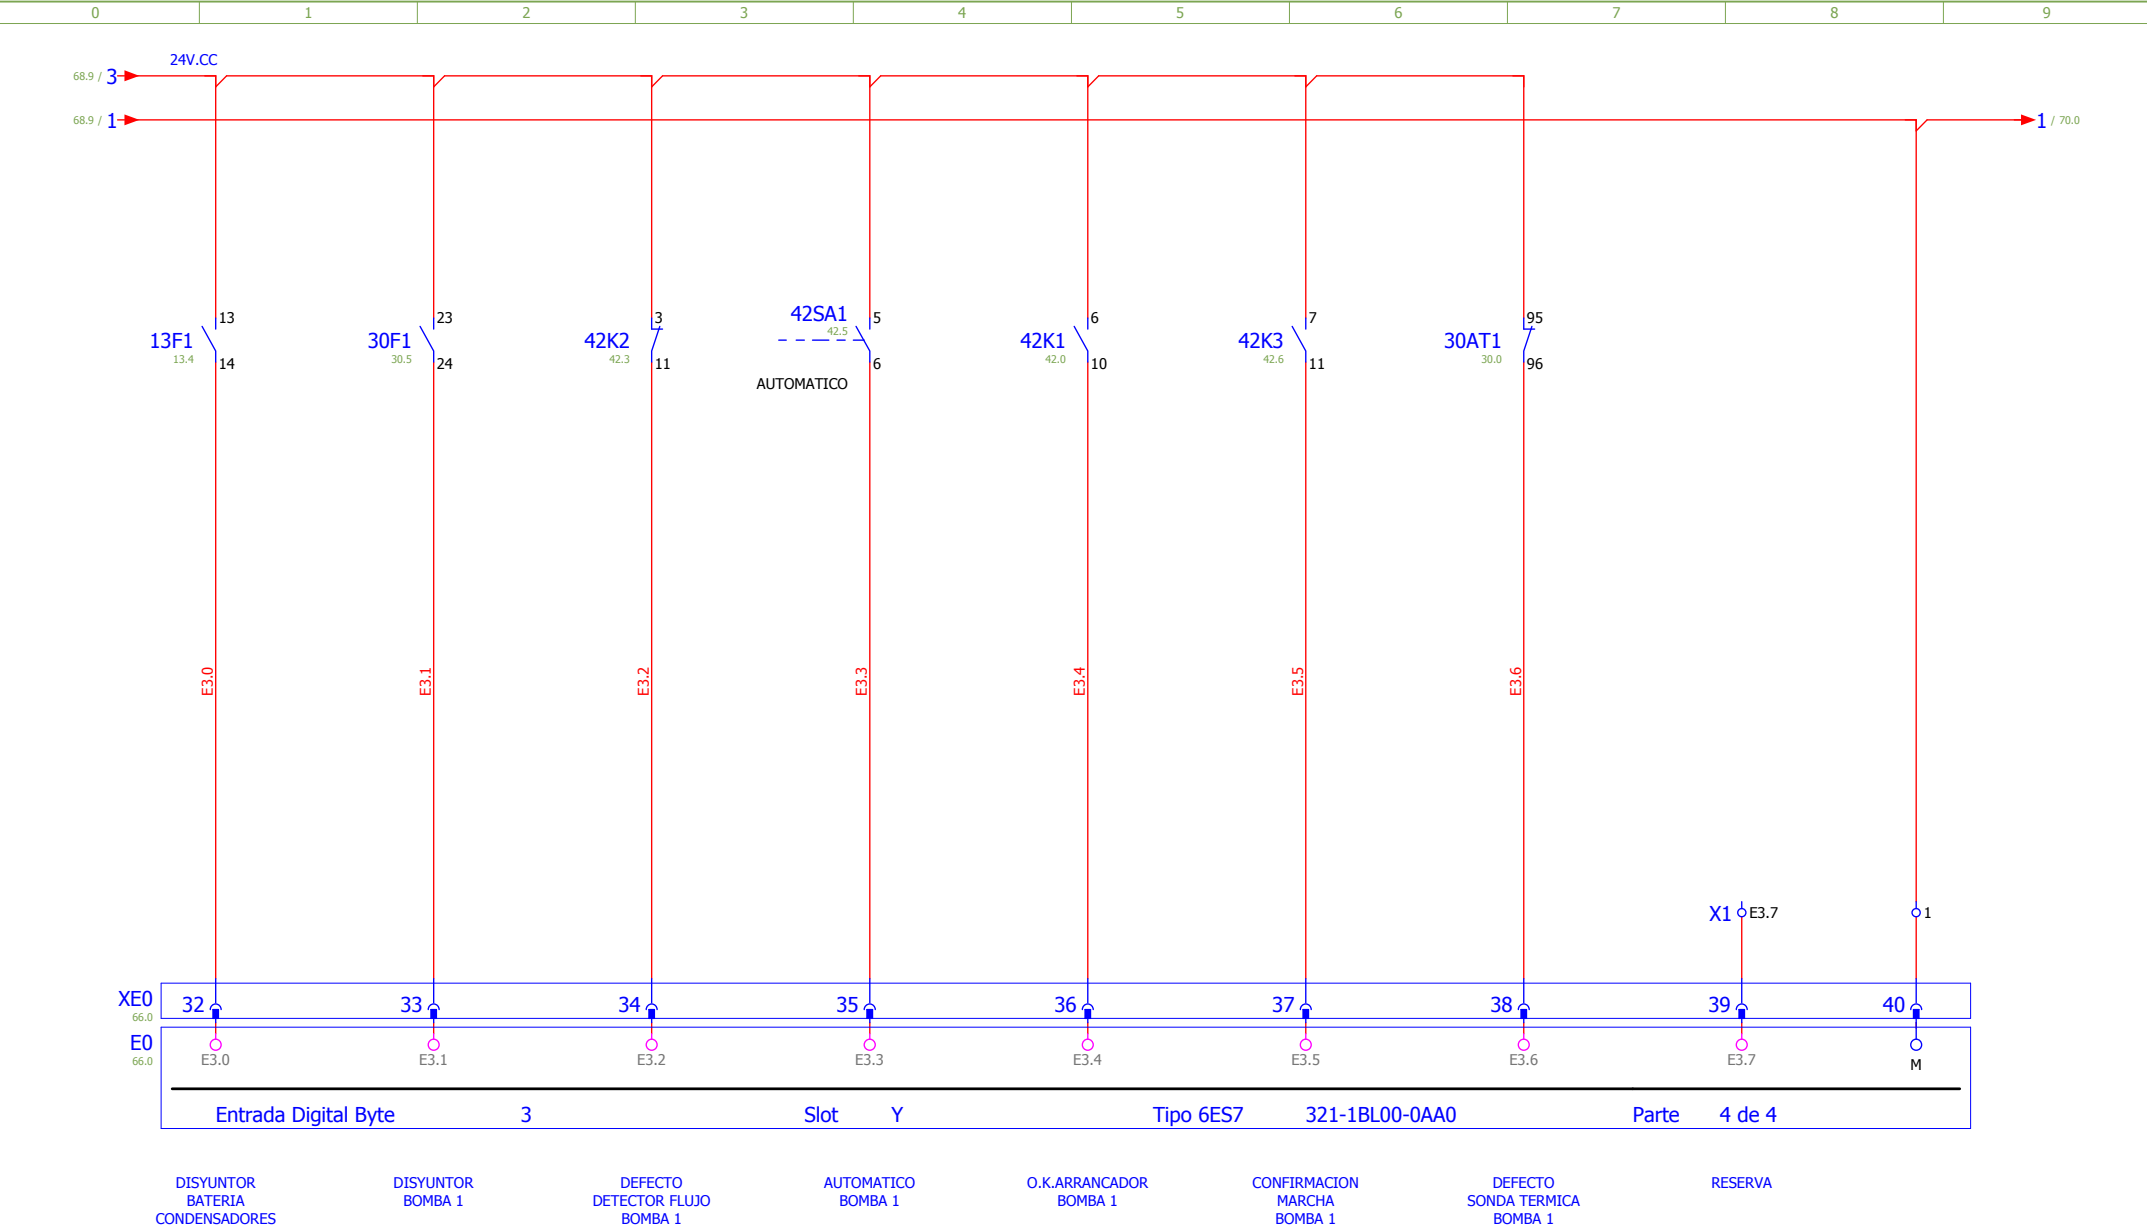 0 1 2 3 4 5 6 7 8 9
24V.CC
68.9 / 3
68.9 / 1
1 / 70.0
13F1
13.4
13
14
30F1
30.5
23
24
42K2
42.3
3
11
42SA1
42.5
5
6
AUTOMATICO
42K1
42.0
6
10
42K3
42.6
7
11
30AT1
30.0
95
96
E3.0 E3.1 E3.2 E3.3 E3.4 E3.5 E3.6
X1 E3.7 1
XE0 32 33 34 35 36 37 38 39 40
66.0
E0
66.0
E3.0 E3.1 E3.2 E3.3 E3.4 E3.5 E3.6 E3.7 M
Entrada Digital Byte 3 Slot Y Tipo 6ES7 321-1BL00-0AA0 Parte 4 de 4
DISYUNTOR
BATERIA
CONDENSADORES
DISYUNTOR
BOMBA 1
DEFECTO
DETECTOR FLUJO
BOMBA 1
AUTOMATICO
BOMBA 1
O.K.ARRANCADOR
BOMBA 1
CONFIRMACION
MARCHA
BOMBA 1
DEFECTO
SONDA TERMICA
BOMBA 1
RESERVA